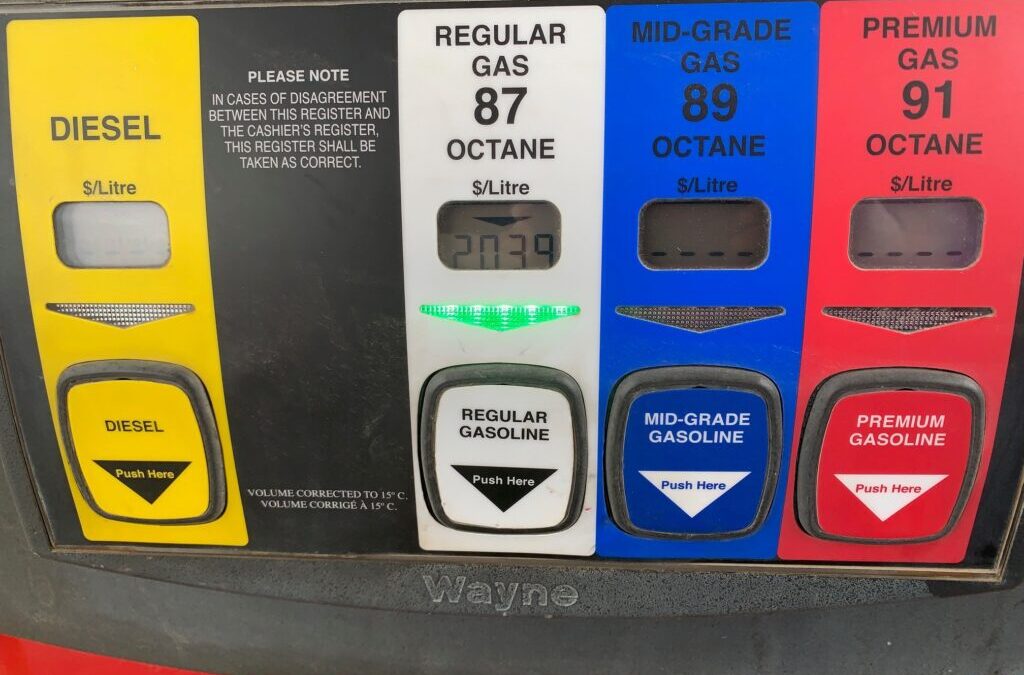 DIESEL
$/Litre
DIESEL
Push Here
PLEASE NOTE
IN CASES OF DISAGREEMENT
BETWEEN THIS REGISTER AND
THE CASHIER'S REGISTER,
THIS REGISTER SHALL BE
TAKEN AS CORRECT.
VOLUME CORRECTED TO 15° C.
VOLUME CORRIGÉ À 15° C.
REGULAR
GAS
87
OCTANE
$/Litre
2039
REGULAR
GASOLINE
Push Here
MID-GRADE
GAS
89
OCTANE
$/Litre
- - - -
MID-GRADE
GASOLINE
Push Here
PREMIUM
GAS
91
OCTANE
$/Litre
- - - -
PREMIUM
GASOLINE
Push Here
Wayne